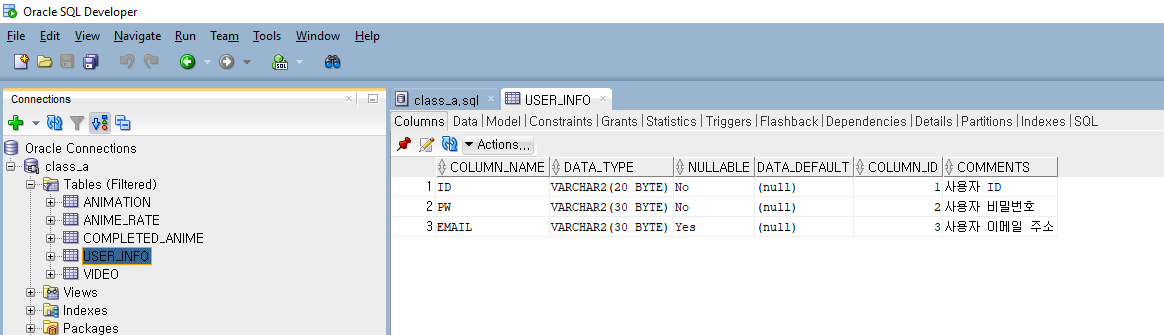 Oracle SQL Developer
File Edit View Navigate Run Team Tools Window Help
SQL
Connections
class_a.sql USER_INFO
Columns Data | Model | Constraints | Grants | Statistics | Triggers | Flashback | Dependencies | Details | Partitions | Indexes | SQL
Actions...
Oracle Connections
class_a
Tables (Filtered)
ANIMATION
ANIME_RATE
COMPLETED_ANIME
USER_INFO
VIDEO
Views
Indexes
Packages
COLUMN_NAME DATA_TYPE NULLABLE DATA_DEFAULT COLUMN_ID COMMENTS
1 ID VARCHAR2(20 BYTE) No (null) 1 사용자 ID
2 PW VARCHAR2(30 BYTE) No (null) 2 사용자 비밀번호
3 EMAIL VARCHAR2(30 BYTE) Yes (null) 3 사용자 이메일 주소